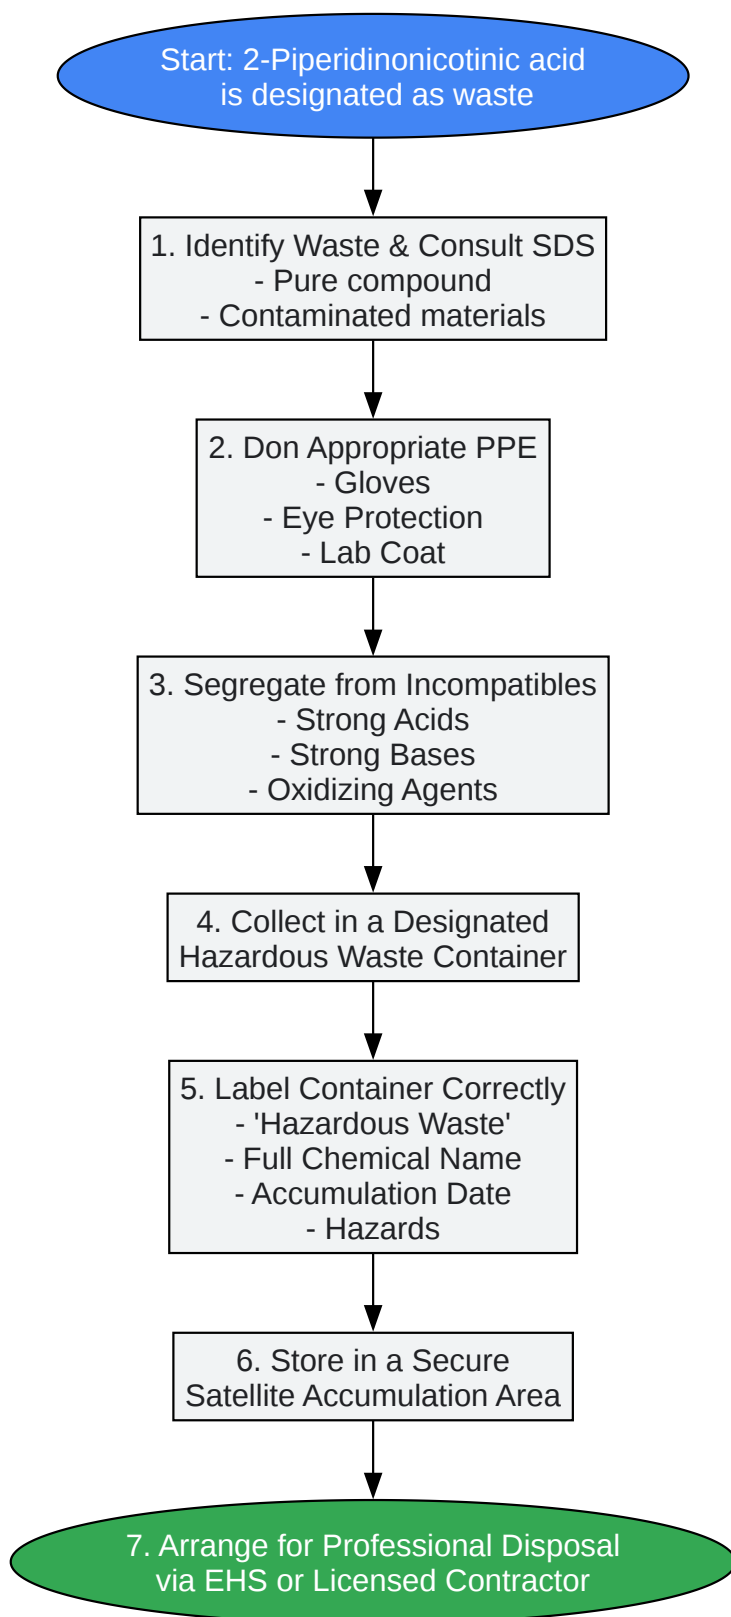 Start: 2-Piperidinonicotinic acid
is designated as waste
1. Identify Waste & Consult SDS
- Pure compound
- Contaminated materials
2. Don Appropriate PPE
- Gloves
- Eye Protection
- Lab Coat
3. Segregate from Incompatibles
- Strong Acids
- Strong Bases
- Oxidizing Agents
4. Collect in a Designated
Hazardous Waste Container
5. Label Container Correctly
- 'Hazardous Waste'
- Full Chemical Name
- Accumulation Date
- Hazards
6. Store in a Secure
Satellite Accumulation Area
7. Arrange for Professional Disposal
via EHS or Licensed Contractor